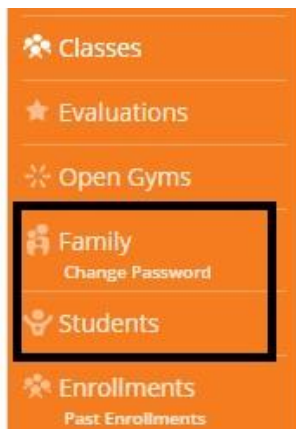 Classes
Evaluations
Open Gyms
Family
Change Password
Students
Enrollments
Past Enrollments